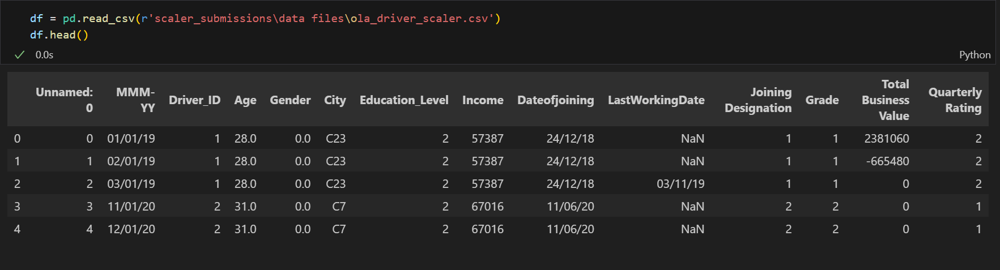 df = pd.read_csv(r'scaler_submissions\data files\ola_driver_scaler.csv')
df.head()
0.0s
Python
Unnamed: 0 MMM-YY Driver_ID Age Gender City Education_Level Income Dateofjoining LastWorkingDate Joining Designation Grade Total Business Value Quarterly Rating
0 0 01/01/19 1 28.0 0.0 C23 2 57387 24/12/18 NaN 1 1 2381060 2
1 1 02/01/19 1 28.0 0.0 C23 2 57387 24/12/18 NaN 1 1 -665480 2
2 2 03/01/19 1 28.0 0.0 C23 2 57387 24/12/18 03/11/19 1 1 0 2
3 3 11/01/20 2 31.0 0.0 C7 2 67016 11/06/20 NaN 2 2 0 1
4 4 12/01/20 2 31.0 0.0 C7 2 67016 11/06/20 NaN 2 2 0 1